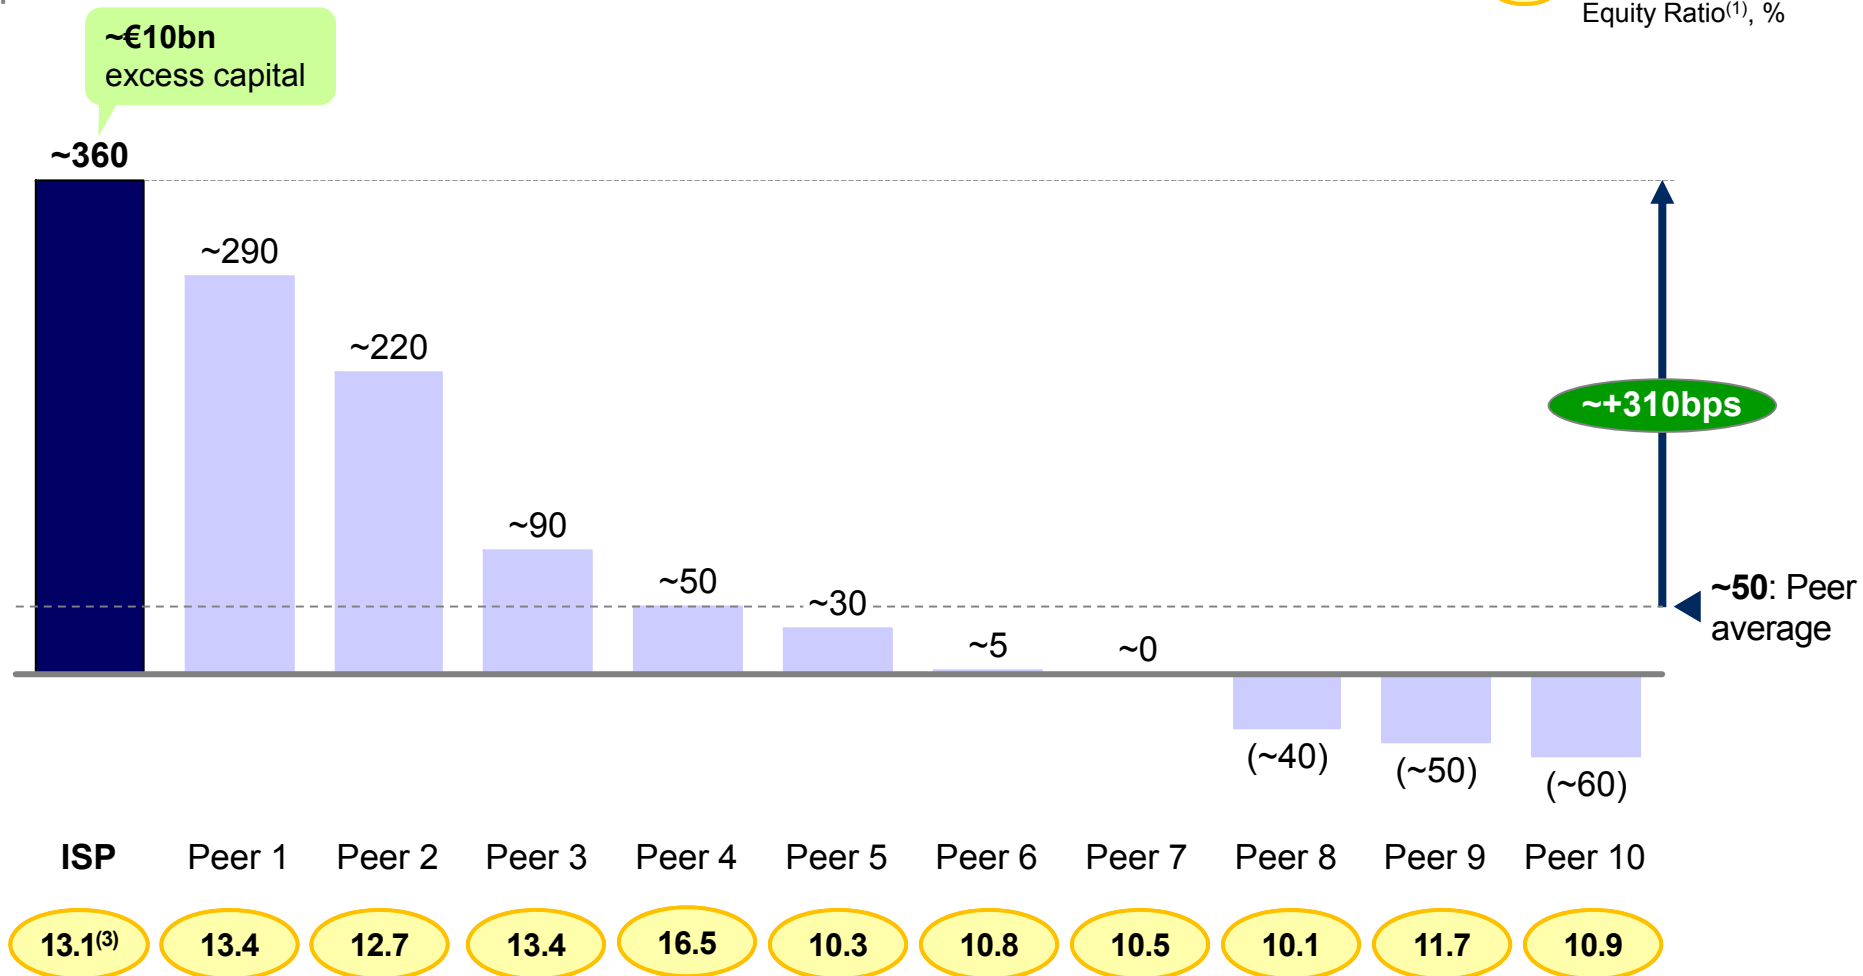 Equity Ratio(1), %
~€10bn
excess capital
~360
~290
~220
~90
~50
~30
~5
~0
(~40)
(~50)
(~60)
~+310bps
~50: Peer
average
ISP Peer 1 Peer 2 Peer 3 Peer 4 Peer 5 Peer 6 Peer 7 Peer 8 Peer 9 Peer 10
13.1(3) 13.4 12.7 13.4 16.5 10.3 10.8 10.5 10.1 11.7 10.9